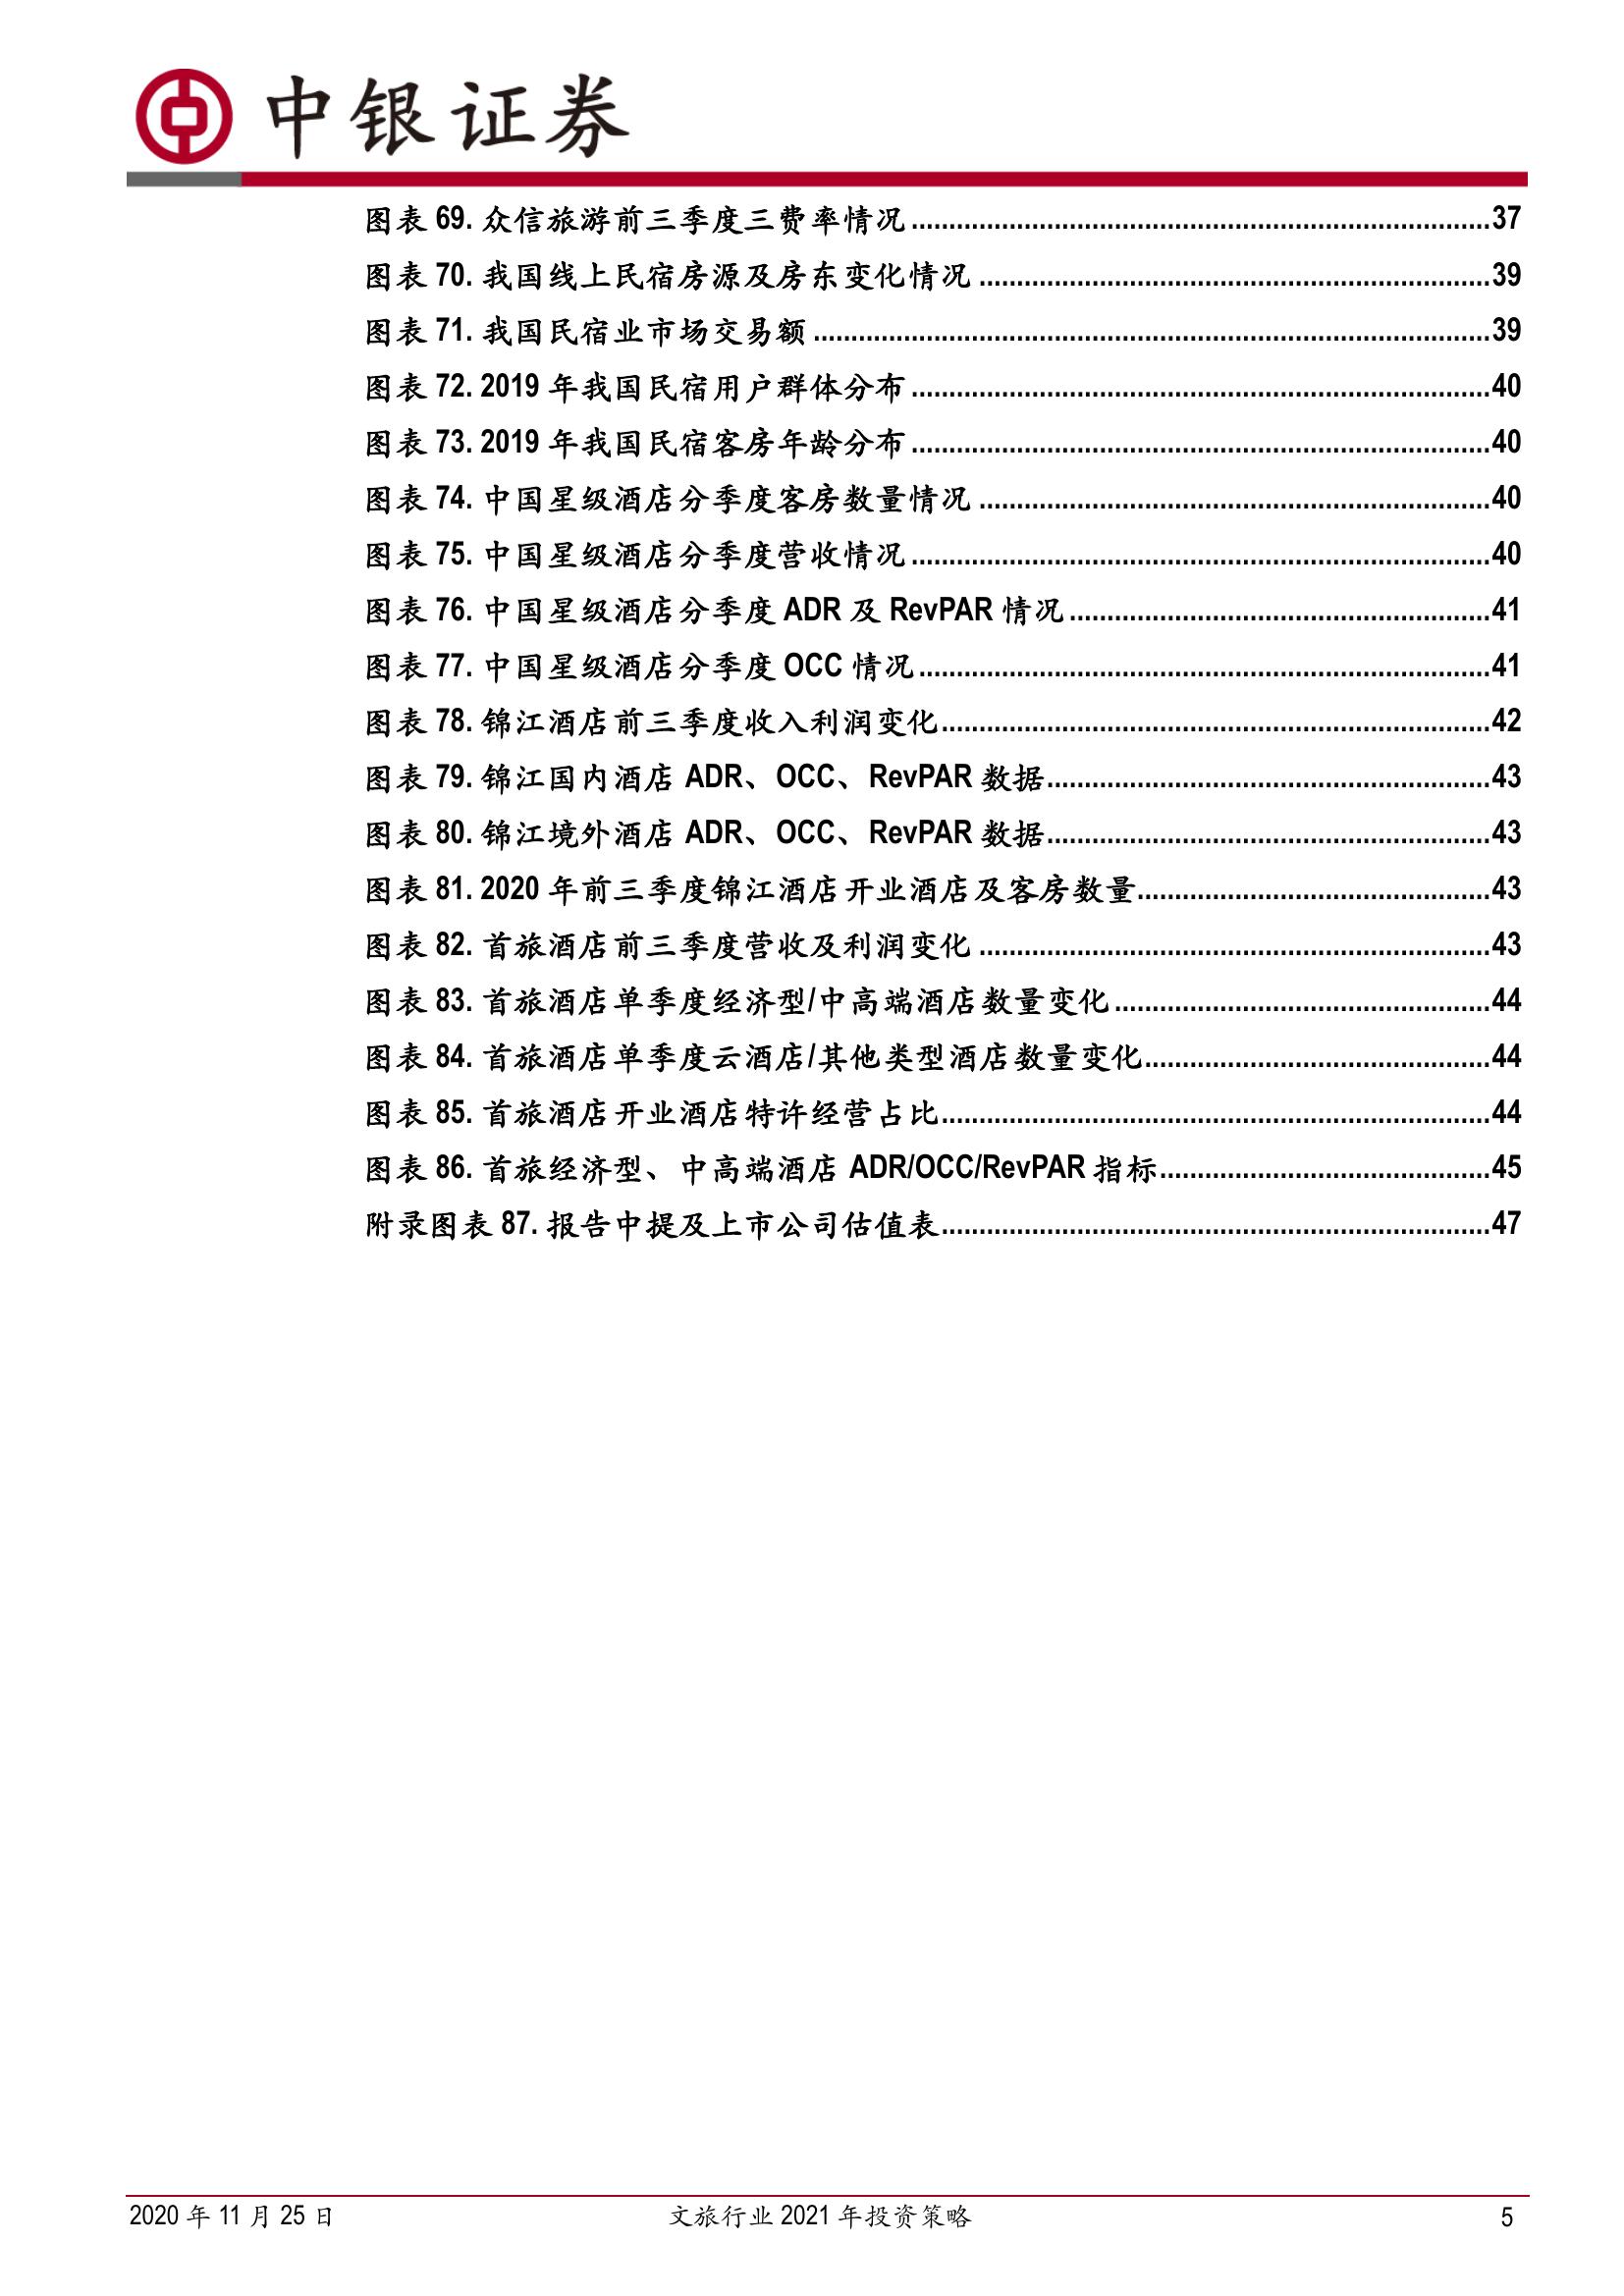 中银证券
图表 69. 众信旅游前三季度三费率情况..........37
图表 70. 我国线上民宿房源及房东变化情况..........39
图表 71. 我国民宿业市场交易额..........39
图表 72. 2019 年我国民宿用户群体分布..........40
图表 73. 2019 年我国民宿客房年龄分布..........40
图表 74. 中国星级酒店分季度客房数量情况..........40
图表 75. 中国星级酒店分季度营收情况..........40
图表 76. 中国星级酒店分季度 ADR 及 RevPAR 情况..........41
图表 77. 中国星级酒店分季度 OCC 情况..........41
图表 78. 锦江酒店前三季度收入利润变化..........42
图表 79. 锦江国内酒店 ADR、OCC、RevPAR 数据..........43
图表 80. 锦江境外酒店 ADR、OCC、RevPAR 数据..........43
图表 81. 2020 年前三季度锦江酒店开业酒店及客房数量..........43
图表 82. 首旅酒店前三季度营收及利润变化..........43
图表 83. 首旅酒店单季度经济型/中高端酒店数量变化..........44
图表 84. 首旅酒店单季度云酒店/其他类型酒店数量变化..........44
图表 85. 首旅酒店开业酒店特许经营占比..........44
图表 86. 首旅经济型、中高端酒店 ADR/OCC/RevPAR 指标..........45
附录图表 87. 报告中提及上市公司估值表..........47
2020 年 11 月 25 日 文旅行业 2021 年投资策略 5